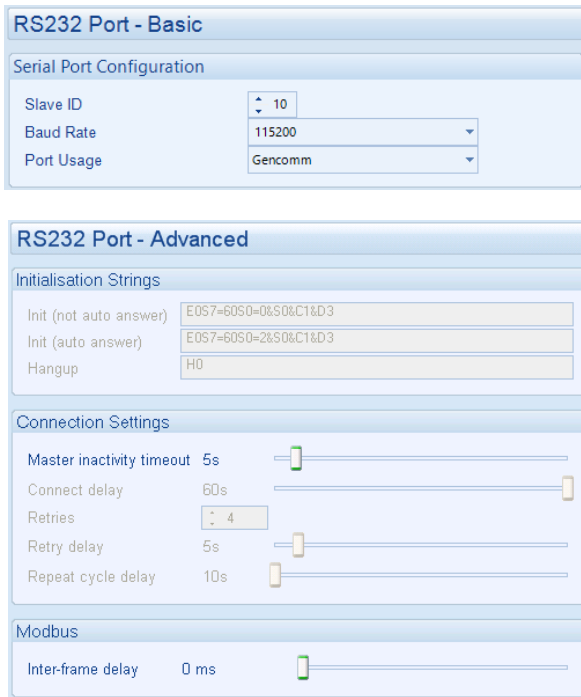 RS232 Port - Basic
Serial Port Configuration
Slave ID 10
Baud Rate 115200
Port Usage Gencomm
RS232 Port - Advanced
Initialisation Strings
Init (not auto answer) E0S7=60S0=0&S0&C1&D3
Init (auto answer) E0S7=60S0=2&S0&C1&D3
Hangup H0
Connection Settings
Master inactivity timeout 5s
Connect delay 60s
Retries 4
Retry delay 5s
Repeat cycle delay 10s
Modbus
Inter-frame delay 0 ms